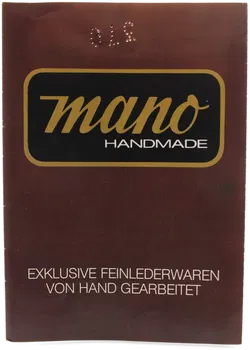 mano
HANDMADE
EXKLUSIVE FEINLEDERWAREN
VON HAND GEARBEITET